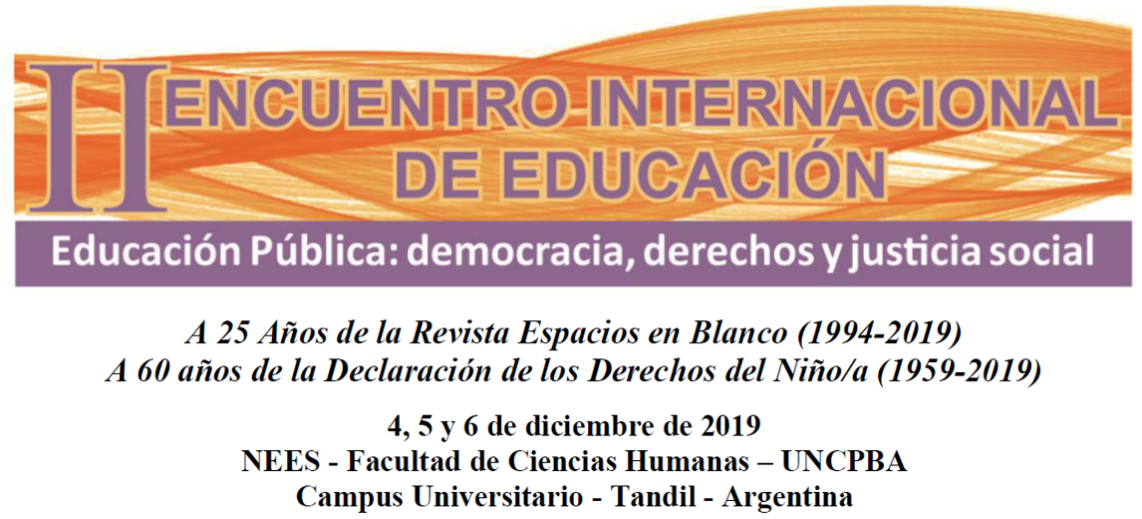 II ENCUENTRO INTERNACIONAL
DE EDUCACIÓN
Educación Pública: democracia, derechos y justicia social
A 25 Años de la Revista Espacios en Blanco (1994-2019)
A 60 años de la Declaración de los Derechos del Niño/a (1959-2019)
4, 5 y 6 de diciembre de 2019
NEES - Facultad de Ciencias Humanas – UNCPBA
Campus Universitario - Tandil - Argentina